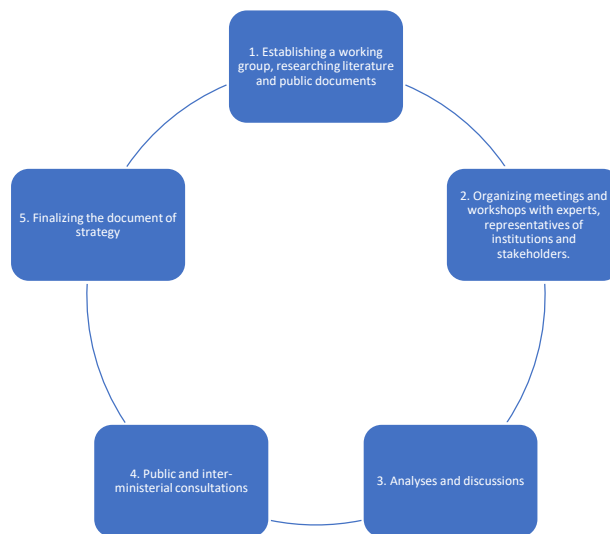 1. Establishing a working
group, researching literature
and public documents
2. Organizing meetings and
workshops with experts,
representatives of
institutions and
stakeholders.
3. Analyses and discussions
4. Public and inter-
ministerial consultations
5. Finalizing the document of
strategy